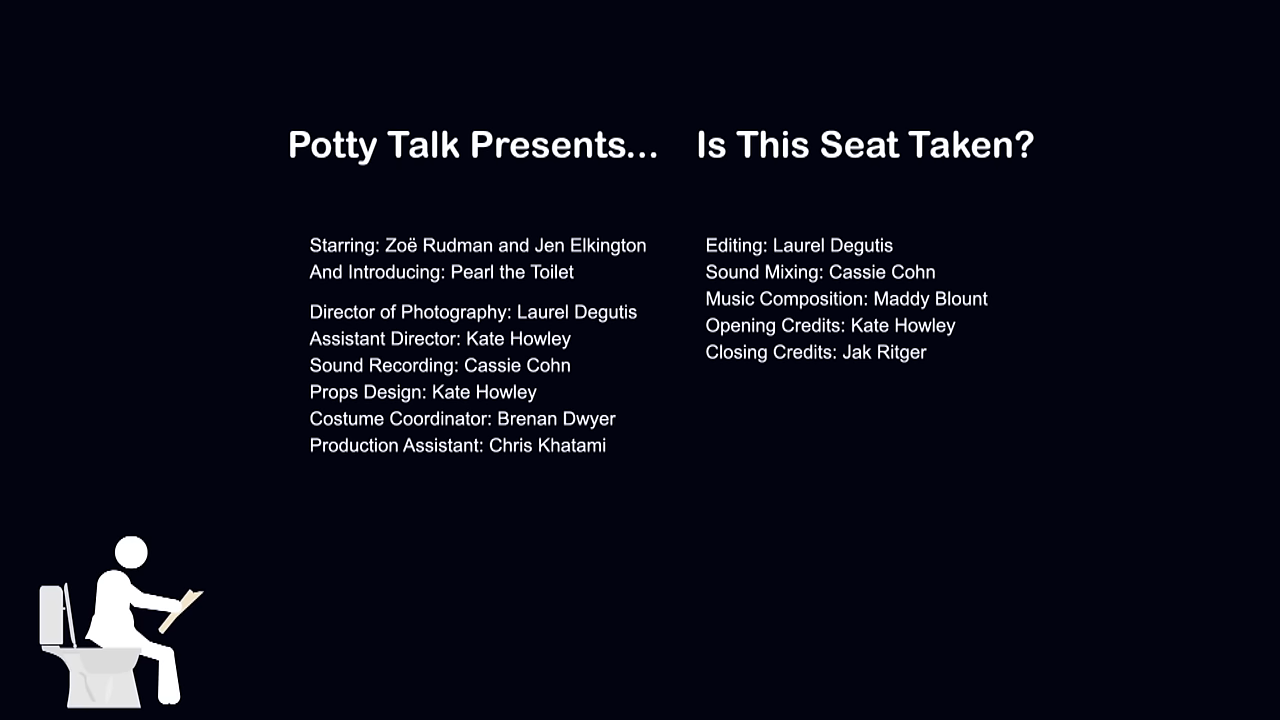 Potty Talk Presents... Is This Seat Taken?
Starring: Zoë Rudman and Jen Elkington
And Introducing: Pearl the Toilet
Director of Photography: Laurel Degutis
Assistant Director: Kate Howley
Sound Recording: Cassie Cohn
Props Design: Kate Howley
Costume Coordinator: Brenan Dwyer
Production Assistant: Chris Khatami
Editing: Laurel Degutis
Sound Mixing: Cassie Cohn
Music Composition: Maddy Blount
Opening Credits: Kate Howley
Closing Credits: Jak Ritger